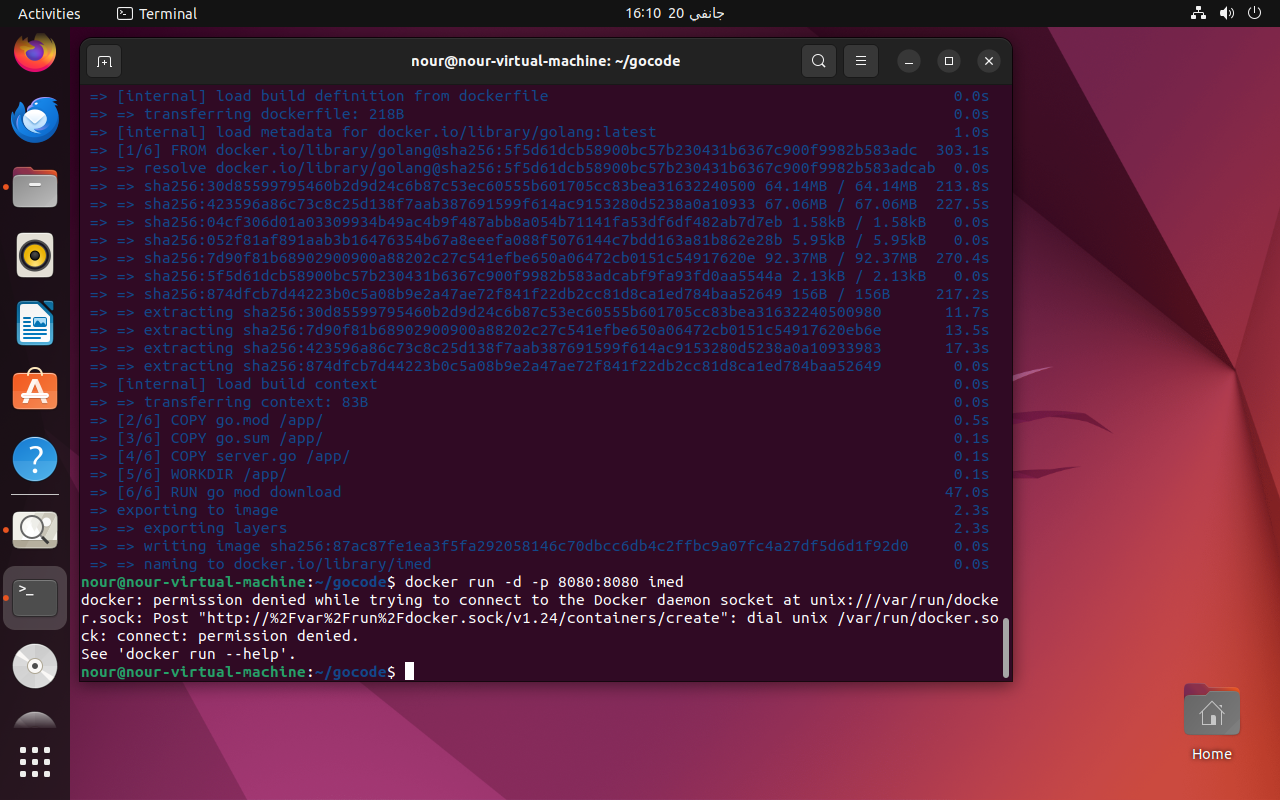 Activities
Terminal
16:10 20 جانفي
nour@nour-virtual-machine: ~/gocode
=> [internal] load build definition from dockerfile 0.0s
=> => transferring dockerfile: 218B 0.0s
=> [internal] load metadata for docker.io/library/golang:latest 1.0s
=> [1/6] FROM docker.io/library/golang@sha256:5f5d61dcb58900bc57b230431b6367c900f9982b583adc 303.1s
=> => resolve docker.io/library/golang@sha256:5f5d61dcb58900bc57b230431b6367c900f9982b583adcab 0.0s
=> => sha256:30d85599795460b2d9d24c6b87c53ec60555b601705cc83bea31632240500 64.14MB / 64.14MB 213.8s
=> => sha256:423596a86c73c8c25d138f7aab387691599f614ac9153280d5238a0a10933 67.06MB / 67.06MB 227.5s
=> => sha256:04cf306d01a03309934b49ac4b9f487abb8a054b71141fa53df6df482ab7d7eb 1.58kB / 1.58kB 0.0s
=> => sha256:052f81af891aab3b16476354b67a8eeefa088f5076144c7bdd163a81b862e28b 5.95kB / 5.95kB 0.0s
=> => sha256:7d90f81b68902900900a88202c27c541efbe650a06472cb0151c54917620e 92.37MB / 92.37MB 270.4s
=> => sha256:5f5d61dcb58900bc57b230431b6367c900f9982b583adcabf9fa93fd0aa5544a 2.13kB / 2.13kB 0.0s
=> => sha256:874dfcb7d44223b0c5a08b9e2a47ae72f841f22db2cc81d8ca1ed784baa52649 156B / 156B 217.2s
=> => extracting sha256:30d85599795460b2d9d24c6b87c53ec60555b601705cc83bea31632240500980 11.7s
=> => extracting sha256:7d90f81b68902900900a88202c27c541efbe650a06472cb0151c54917620eb6e 13.5s
=> => extracting sha256:423596a86c73c8c25d138f7aab387691599f614ac9153280d5238a0a10933983 17.3s
=> => extracting sha256:874dfcb7d44223b0c5a08b9e2a47ae72f841f22db2cc81d8ca1ed784baa52649 0.0s
=> [internal] load build context 0.0s
=> => transferring context: 83B 0.0s
=> [2/6] COPY go.mod /app/ 0.5s
=> [3/6] COPY go.sum /app/ 0.1s
=> [4/6] COPY server.go /app/ 0.1s
=> [5/6] WORKDIR /app/ 0.1s
=> [6/6] RUN go mod download 47.0s
=> exporting to image 2.3s
=> => exporting layers 2.3s
=> => writing image sha256:87ac87fe1ea3f5fa292058146c70dbcc6db4c2ffbc9a07fc4a27df5d6d1f92d0 0.0s
=> => naming to docker.io/library/imed 0.0s
nour@nour-virtual-machine:~/gocode$ docker run -d -p 8080:8080 imed
docker: permission denied while trying to connect to the Docker daemon socket at unix:///var/run/docke
r.sock: Post "http://%2Fvar%2Frun%2Fdocker.sock/v1.24/containers/create": dial unix /var/run/docker.so
ck: connect: permission denied.
See 'docker run --help'.
nour@nour-virtual-machine:~/gocode$
Home